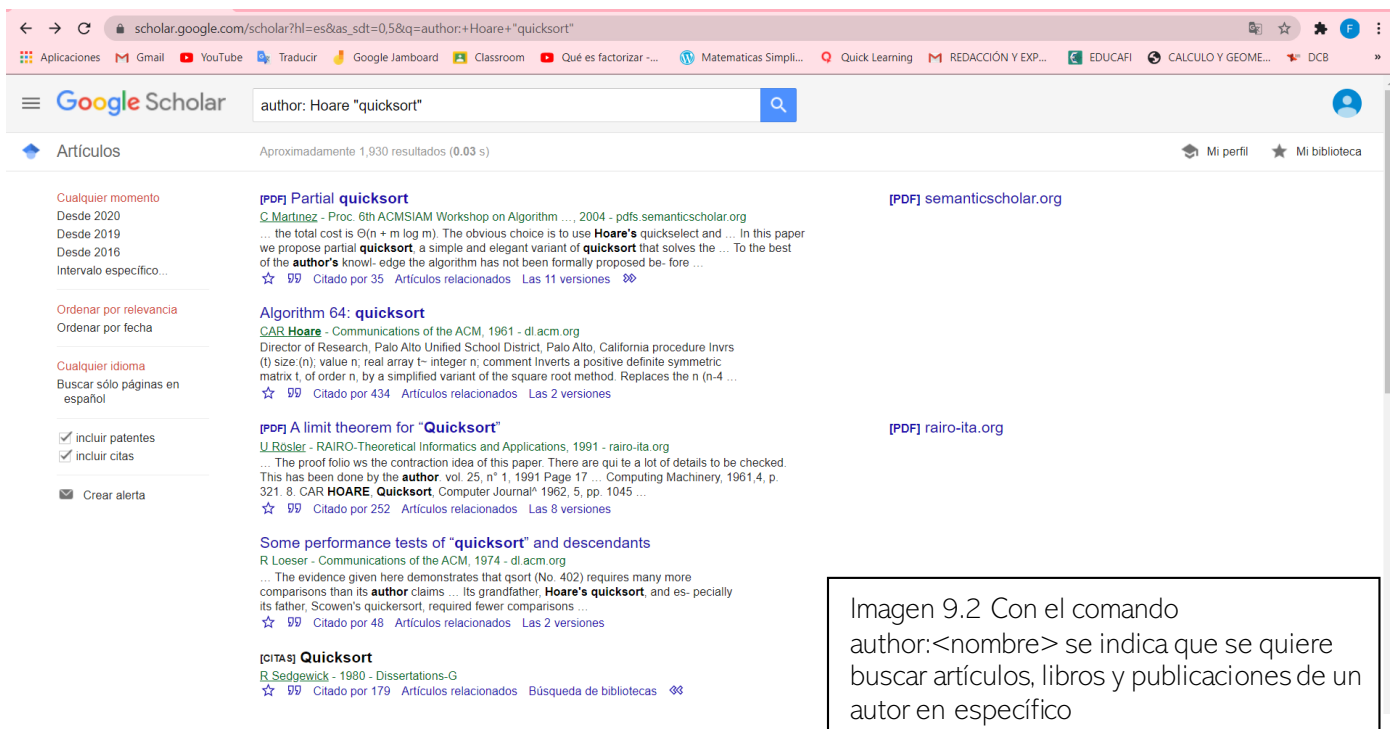 scholar.google.com/scholar?hl=es&as_sdt=0,5&q=author:+Hoare+"quicksort"
Aplicaciones Gmail YouTube Traducir Google Jamboard Classroom Qué es factorizar -... Matematicas Simpli... Quick Learning REDACCIÓN Y EXP... EDUCAFI CALCULO Y GEOME... DCB »
F
Google Scholar
author: Hoare "quicksort"
Artículos
Aproximadamente 1,930 resultados (0.03 s)
Mi perfil
Mi biblioteca
Cualquier momento
Desde 2020
Desde 2019
Desde 2016
Intervalo específico...
Ordenar por relevancia
Ordenar por fecha
Cualquier idioma
Buscar sólo páginas en
español
incluir patentes
incluir citas
Crear alerta
[PDF] Partial quicksort
C Martınez - Proc. 6th ACMSIAM Workshop on Algorithm …, 2004 - pdfs.semanticscholar.org
… the total cost is Θ(n + m log m). The obvious choice is to use Hoare's quickselect and … In this paper
we propose partial quicksort, a simple and elegant variant of quicksort that solves the … To the best
of the author's knowl- edge the algorithm has not been formally proposed be- fore …
Citado por 35 Artículos relacionados Las 11 versiones
[PDF] semanticscholar.org
Algorithm 64: quicksort
CAR Hoare - Communications of the ACM, 1961 - dl.acm.org
Director of Research, Palo Alto Unified School District, Palo Alto, California procedure Invrs
(t) size:(n); value n; real array t~ integer n; comment Inverts a positive definite symmetric
matrix t, of order n, by a simplified variant of the square root method. Replaces the n (n-4 …
Citado por 434 Artículos relacionados Las 2 versiones
[PDF] A limit theorem for “Quicksort”
U Rösler - RAIRO-Theoretical Informatics and Applications, 1991 - rairo-ita.org
… The proof folio ws the contraction idea of this paper. There are qui te a lot of details to be checked.
This has been done by the author. vol. 25, n° 1, 1991 Page 17 … Computing Machinery, 1961,4, p.
321. 8. CAR HOARE, Quicksort, Computer Journal^ 1962, 5, pp. 1045 …
Citado por 252 Artículos relacionados Las 8 versiones
[PDF] rairo-ita.org
Some performance tests of “quicksort” and descendants
R Loeser - Communications of the ACM, 1974 - dl.acm.org
… The evidence given here demonstrates that qsort (No. 402) requires many more
comparisons than its author claims … Its grandfather, Hoare's quicksort, and es- pecially
its father, Scowen's quickersort, required fewer comparisons …
Citado por 48 Artículos relacionados Las 2 versiones
[CITAS] Quicksort
R Sedgewick - 1980 - Dissertations-G
Citado por 179 Artículos relacionados Búsqueda de bibliotecas
Imagen 9.2 Con el comando
author:<nombre> se indica que se quiere
buscar artículos, libros y publicaciones de un
autor en específico